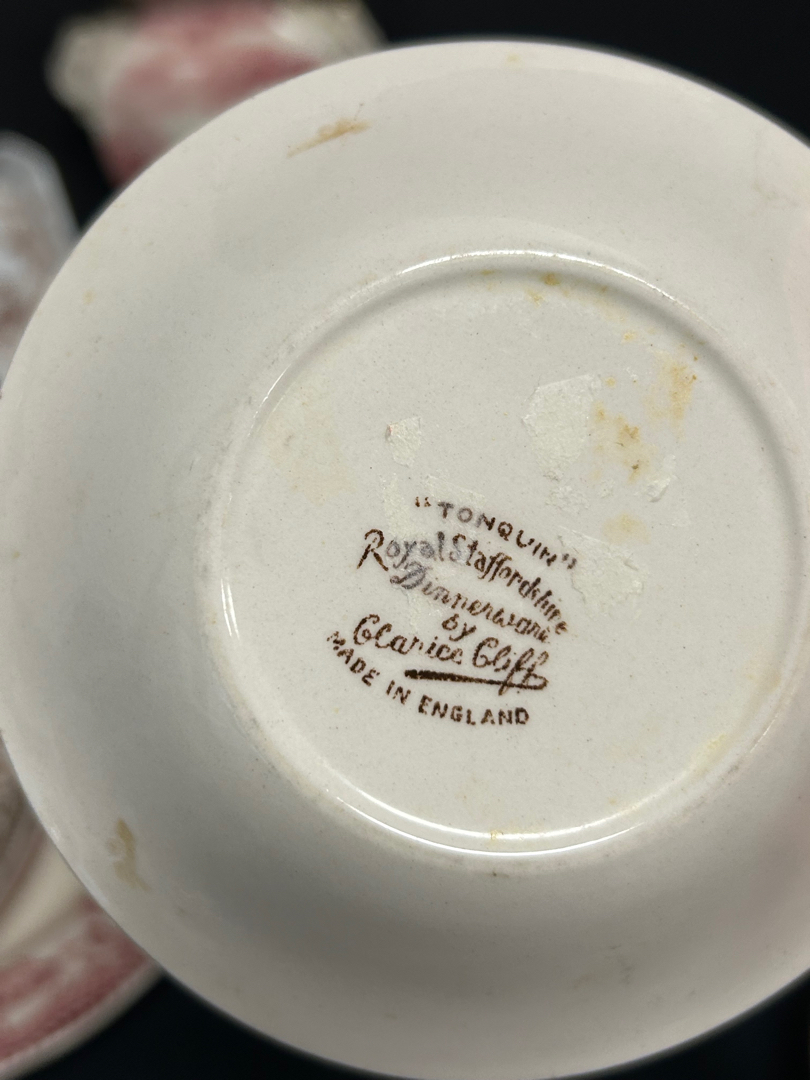 "TONQUIN"
Royal Staffordshire
Dinnerware
by
Clarice Cliff
MADE IN ENGLAND